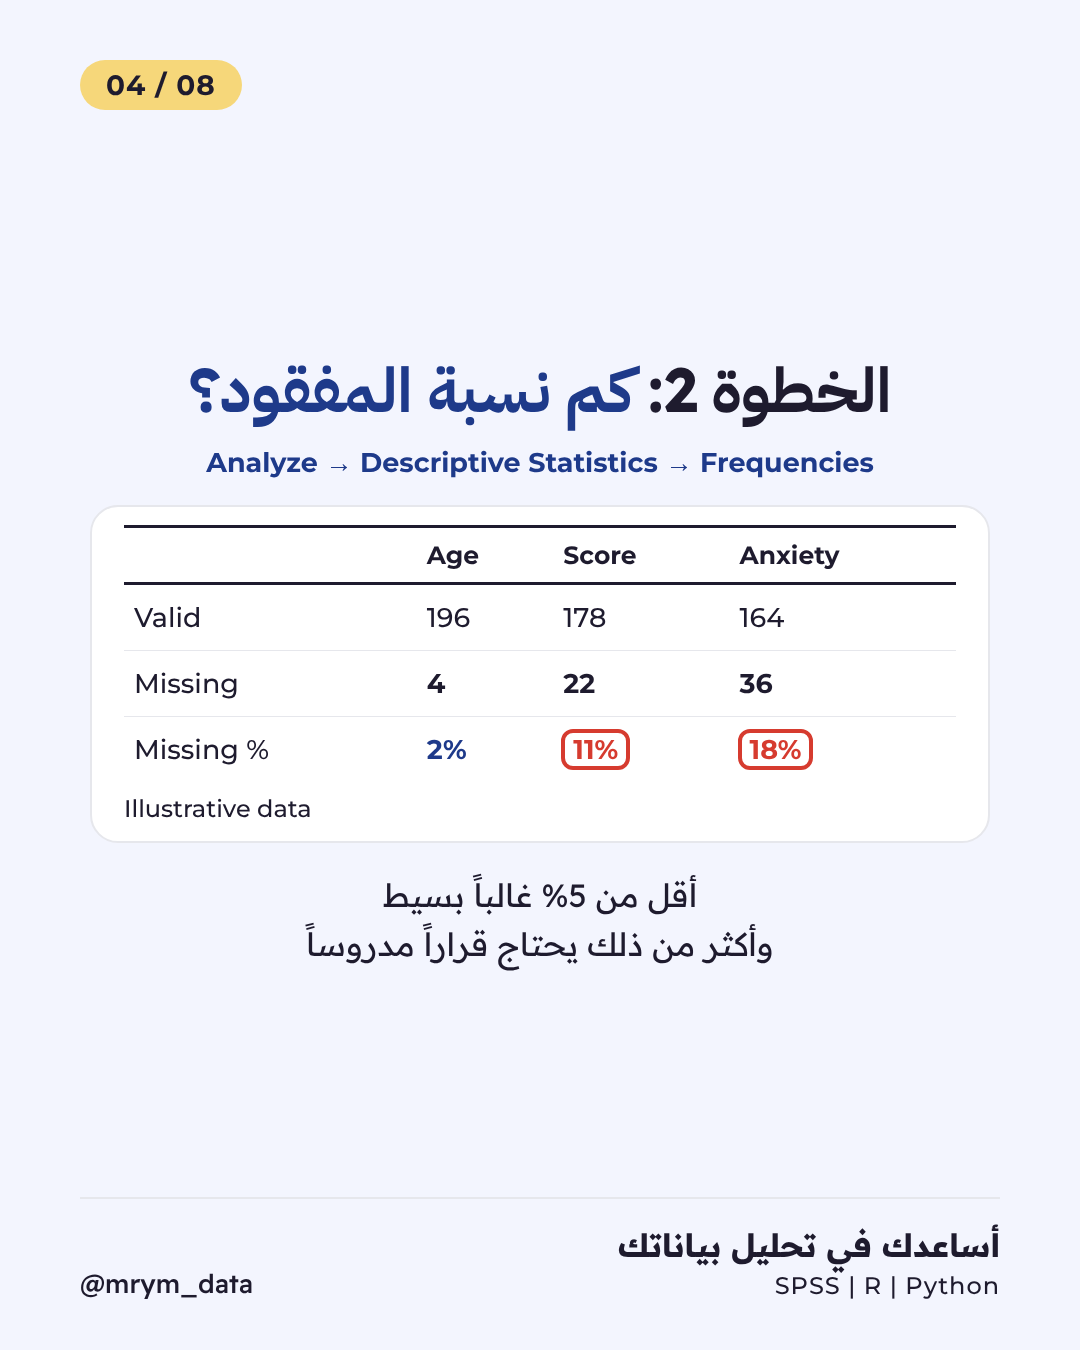 04 / 08
الخطوة 2: كم نسبة المفقود؟
Analyze → Descriptive Statistics → Frequencies
Age Score Anxiety
Valid 196 178 164
Missing 4 22 36
Missing % 2% 11% 18%
Illustrative data
أقل من 5% غالباً بسيط
وأكثر من ذلك يحتاج قراراً مدروساً
أساعدك في تحليل بياناتك
SPSS | R | Python
@mrym_data